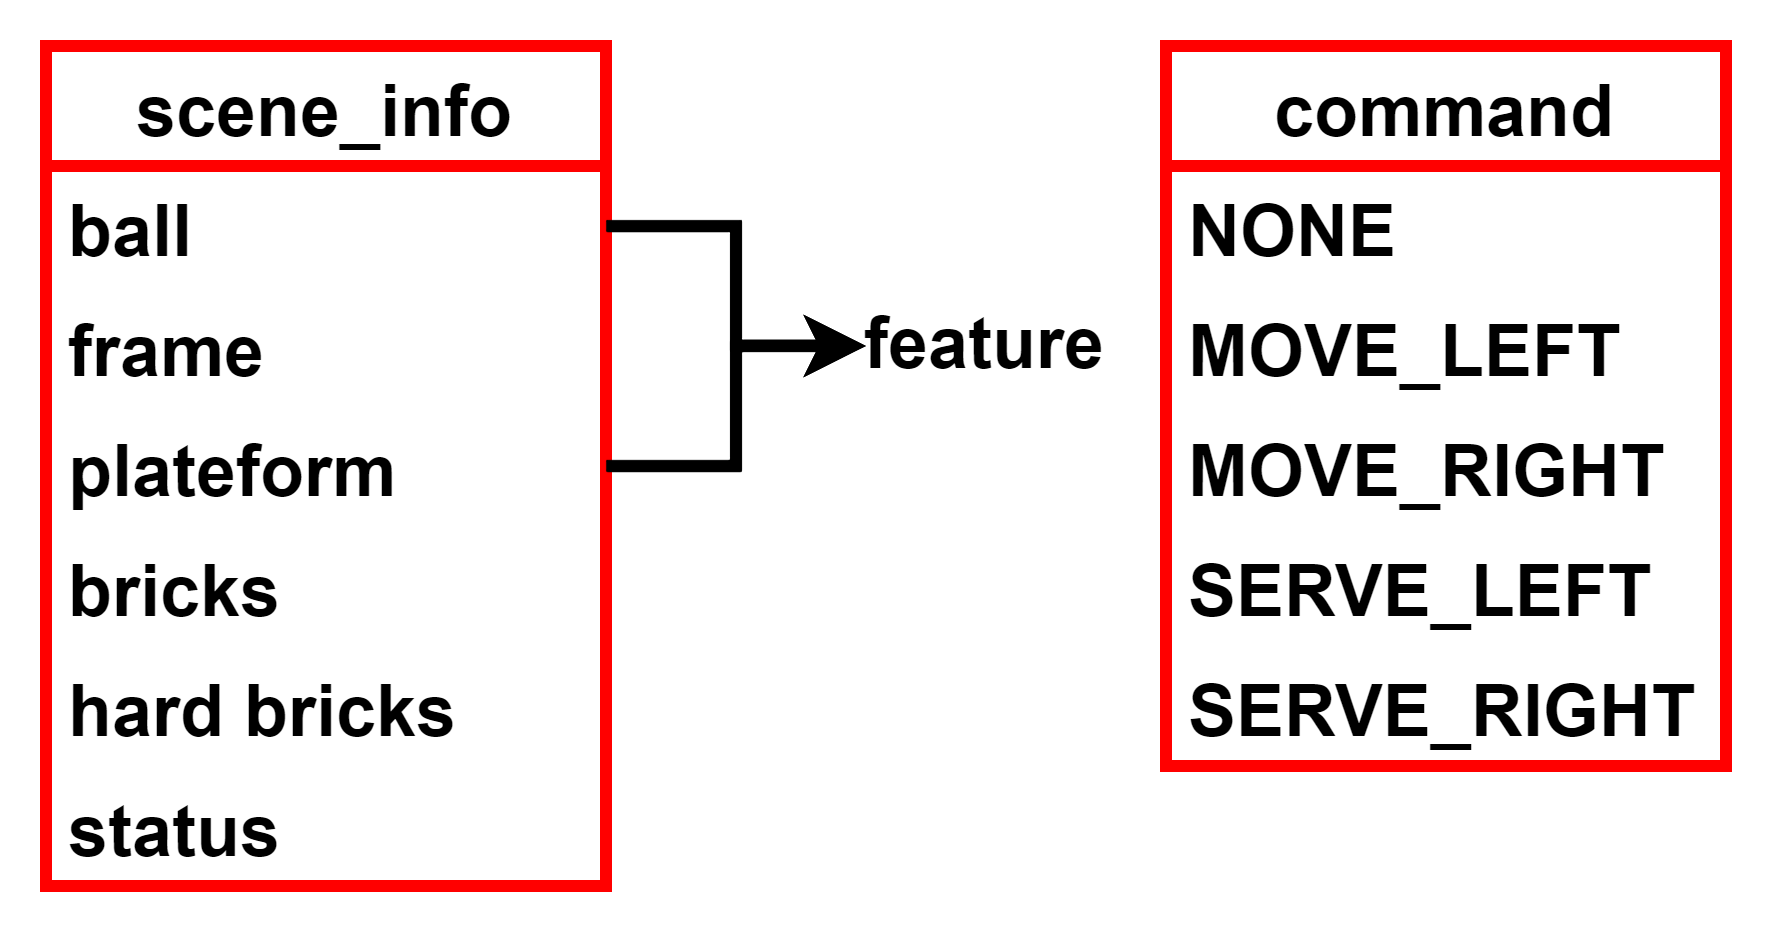 scene_info
ball
frame
plateform
bricks
hard bricks
status
feature
command
NONE
MOVE_LEFT
MOVE_RIGHT
SERVE_LEFT
SERVE_RIGHT